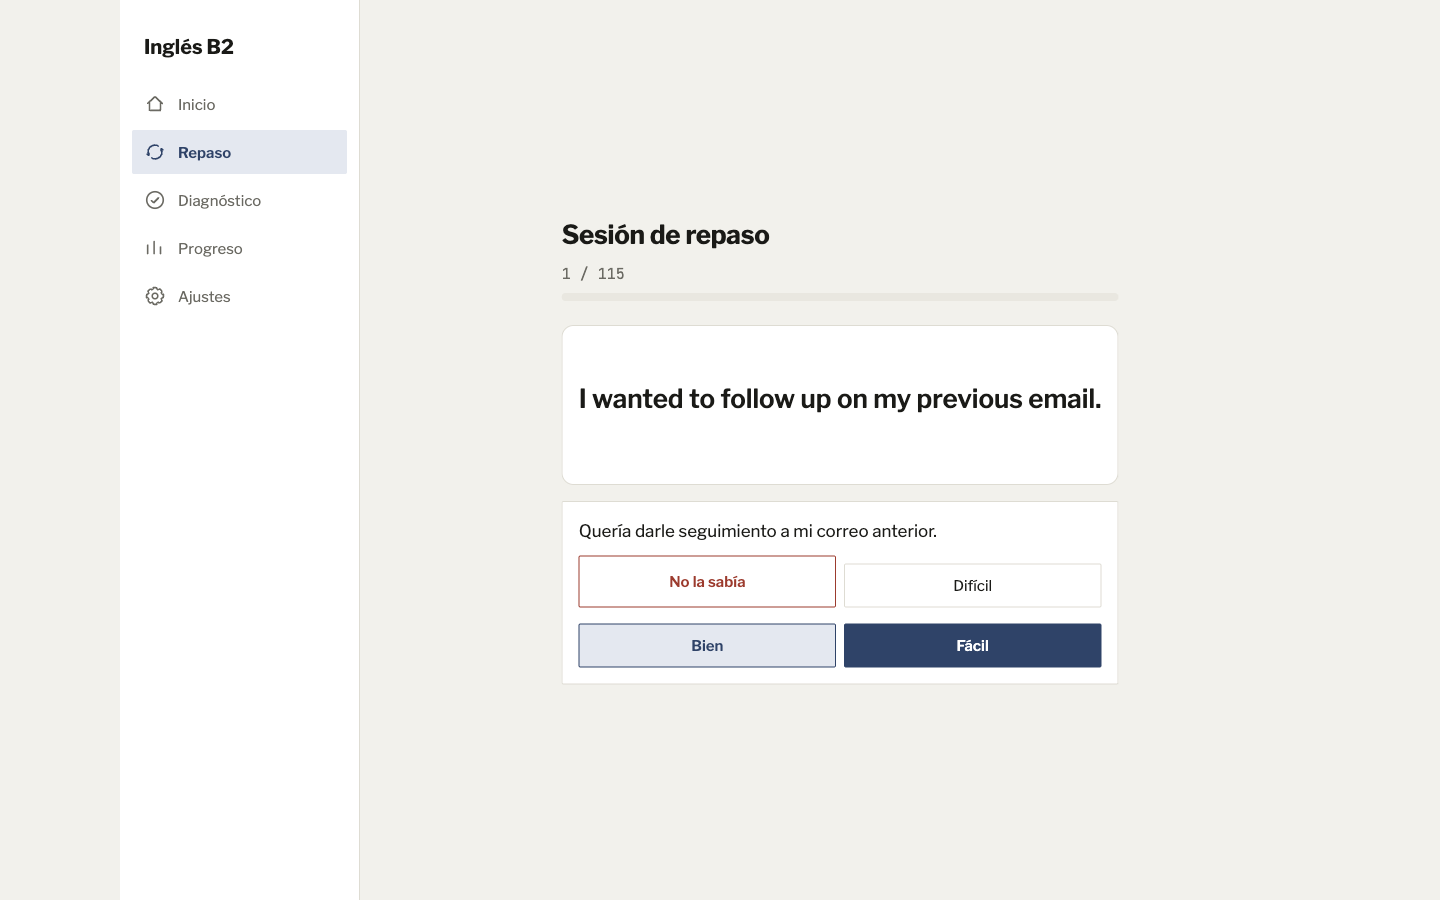 Inglés B2
Inicio
Repaso
Diagnóstico
Progreso
Ajustes
Sesión de repaso
1 / 115
I wanted to follow up on my previous email.
Quería darle seguimiento a mi correo anterior.
No la sabía
Difícil
Bien
Fácil